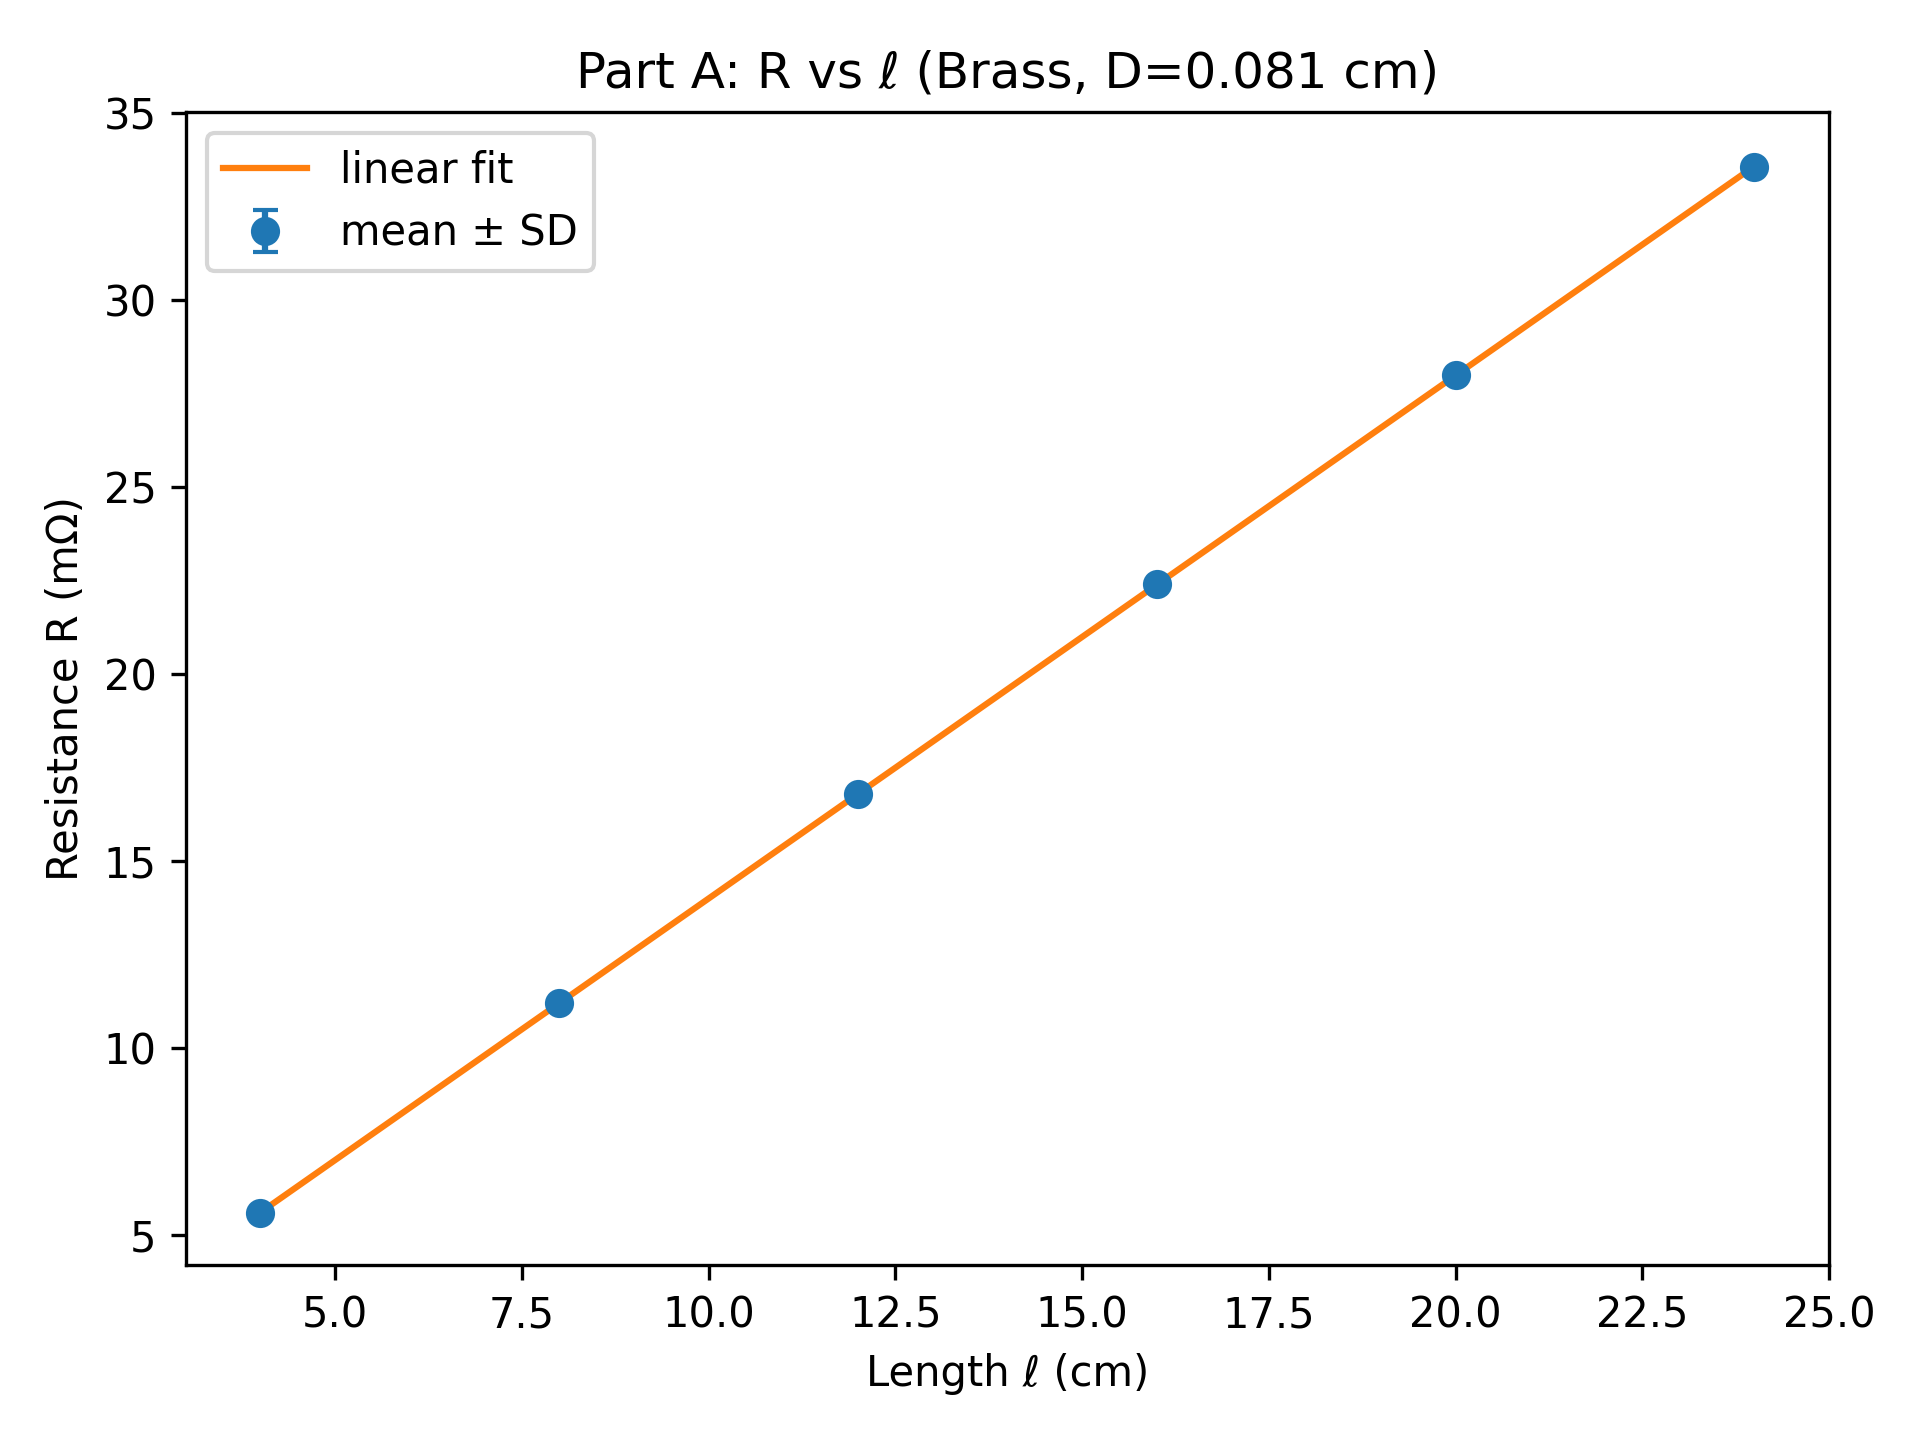 Part A: R vs ℓ (Brass, D=0.081 cm)
linear fit
mean ± SD
35
30
25
20
15
10
5
Resistance R (mΩ)
5.0 7.5 10.0 12.5 15.0 17.5 20.0 22.5 25.0
Length ℓ (cm)